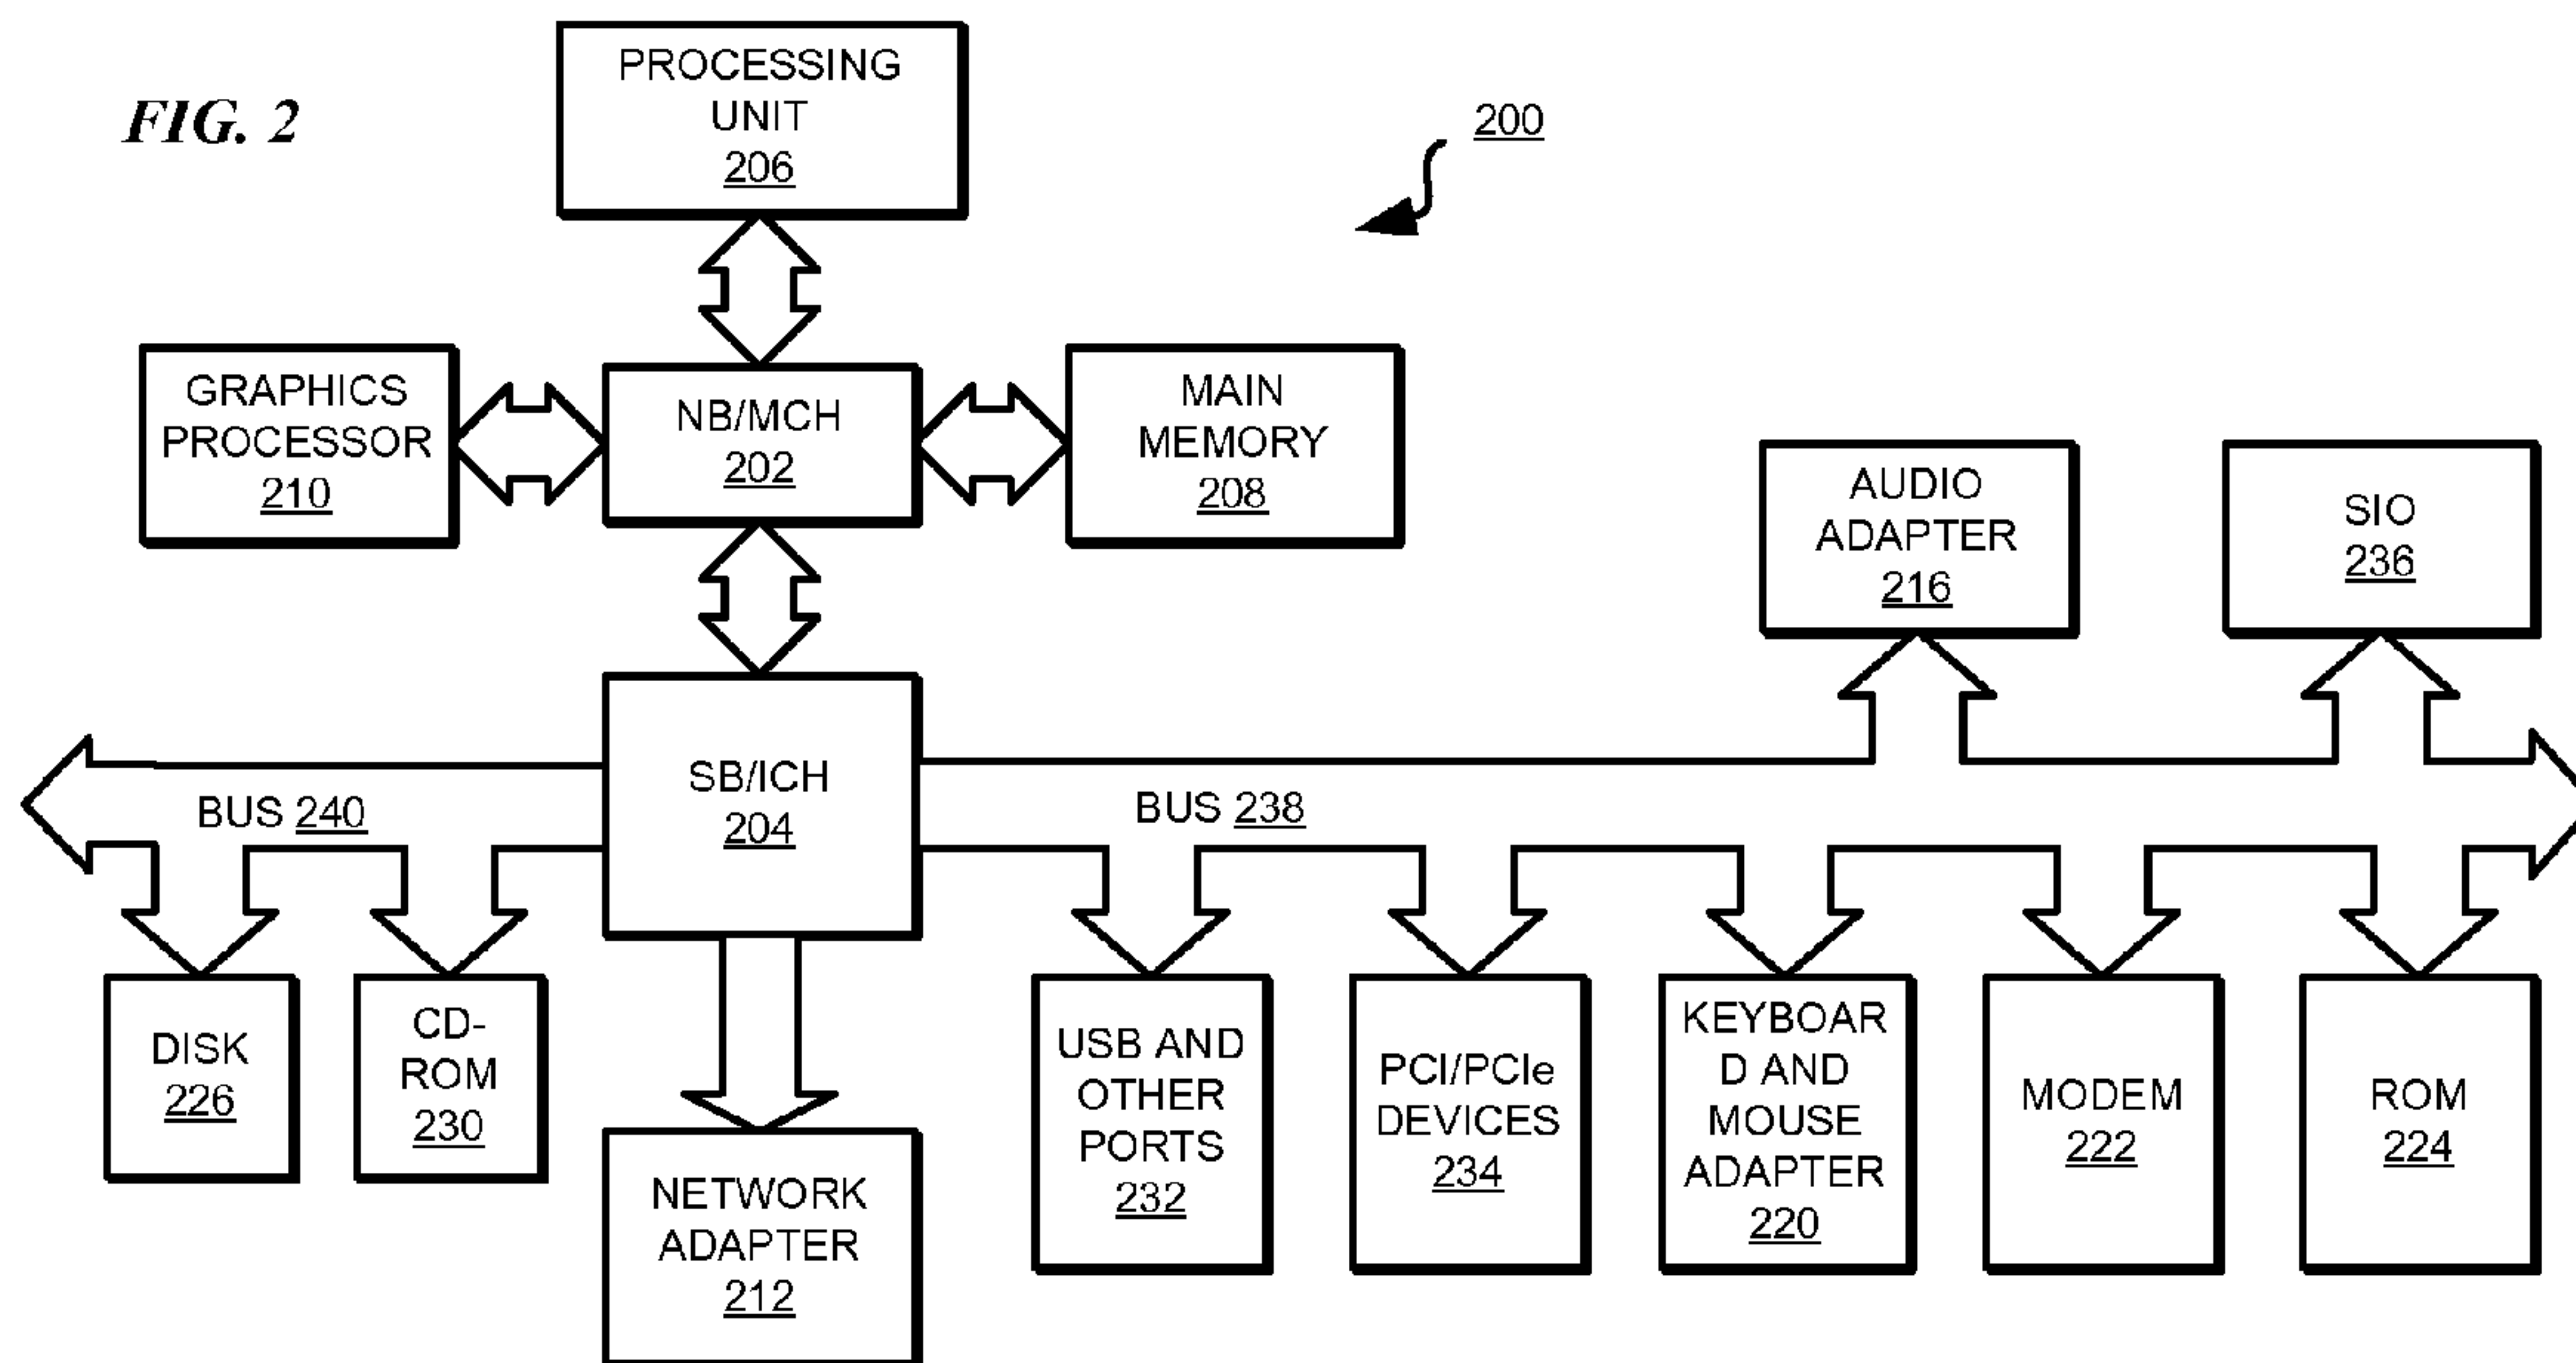 FIG. 2
PROCESSING
UNIT
206
200
GRAPHICS
PROCESSOR
210
NB/MCH
202
MAIN
MEMORY
208
AUDIO
ADAPTER
216
SIO
236
SB/ICH
204
BUS 240
BUS 238
DISK
226
CD-
ROM
230
NETWORK
ADAPTER
212
USB AND
OTHER
PORTS
232
PCI/PCIe
DEVICES
234
KEYBOAR
D AND
MOUSE
ADAPTER
220
MODEM
222
ROM
224